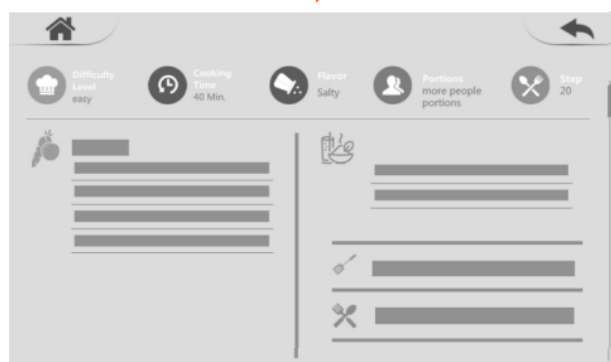 Difficulty
Level
easy
Cooking
Time
40 Min.
Flavor
Salty
Portions
more people
portions
Step
20